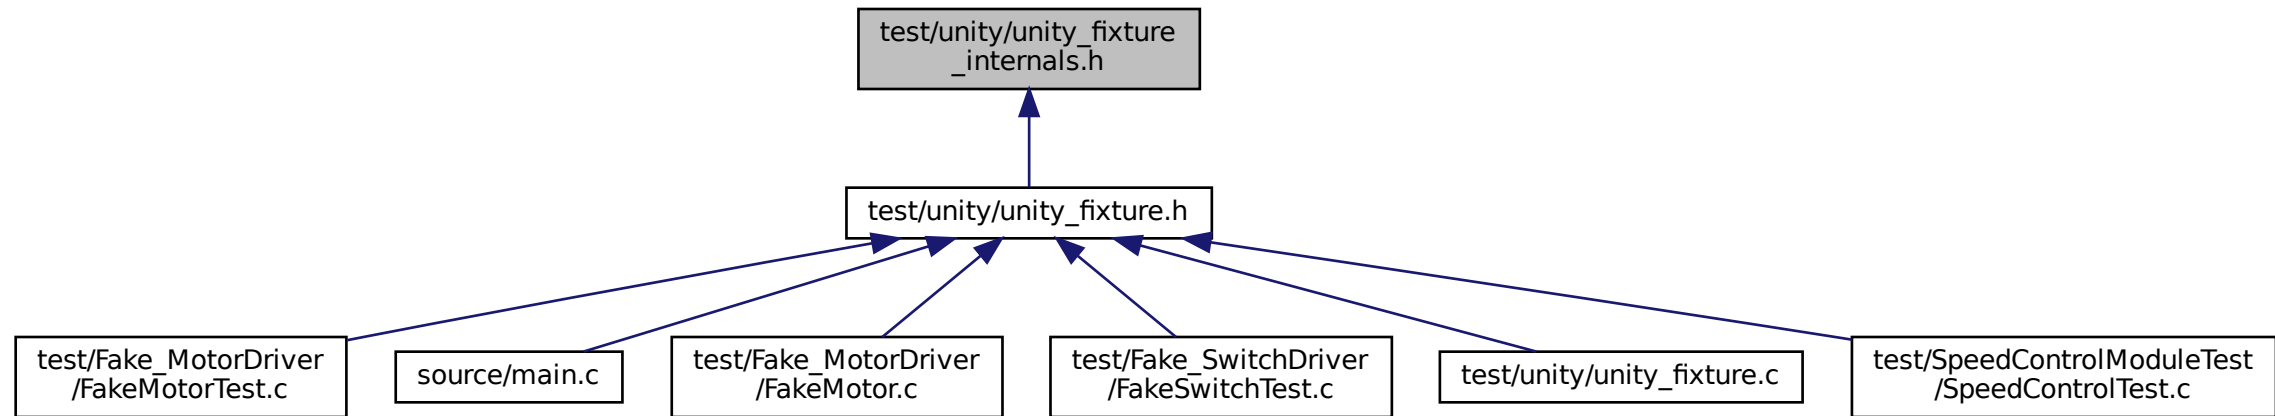 test/unity/unity_fixture
_internals.h
test/unity/unity_fixture.h
test/Fake_MotorDriver
/FakeMotorTest.c
source/main.c
test/Fake_MotorDriver
/FakeMotor.c
test/Fake_SwitchDriver
/FakeSwitchTest.c
test/unity/unity_fixture.c
test/SpeedControlModuleTest
/SpeedControlTest.c